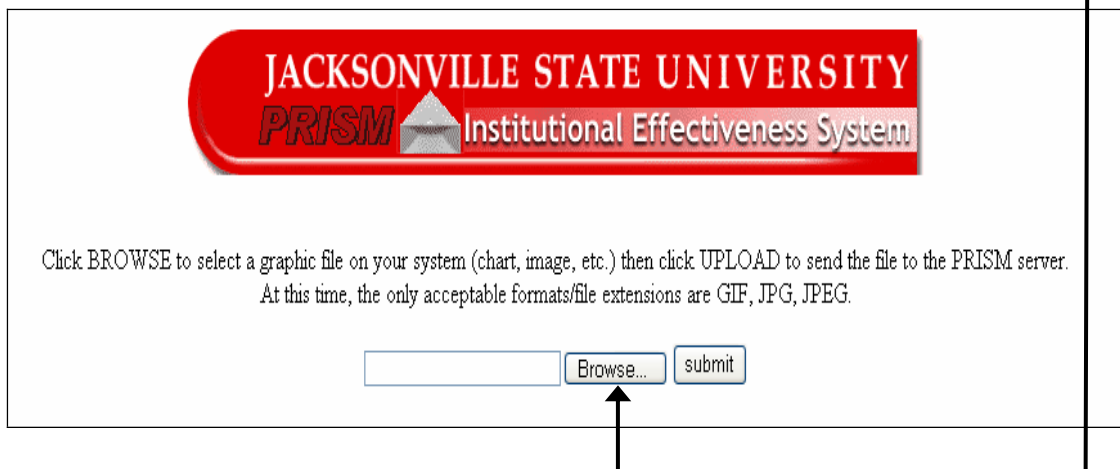 JACKSONVILLE STATE UNIVERSITY
PRISM Institutional Effectiveness System
Click BROWSE to select a graphic file on your system (chart, image, etc.) then click UPLOAD to send the file to the PRISM server.
At this time, the only acceptable formats/file extensions are GIF, JPG, JPEG.
Browse... submit